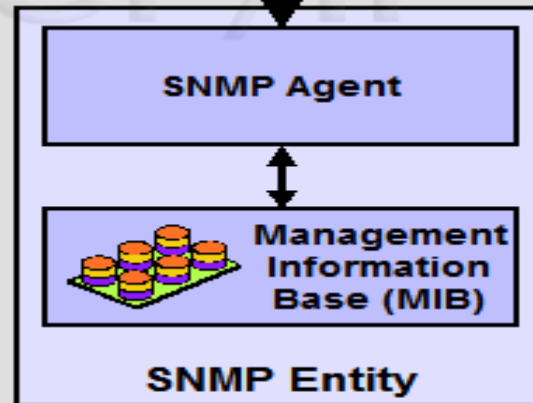 SNMP Agent
Management
Information
Base (MIB)
SNMP Entity